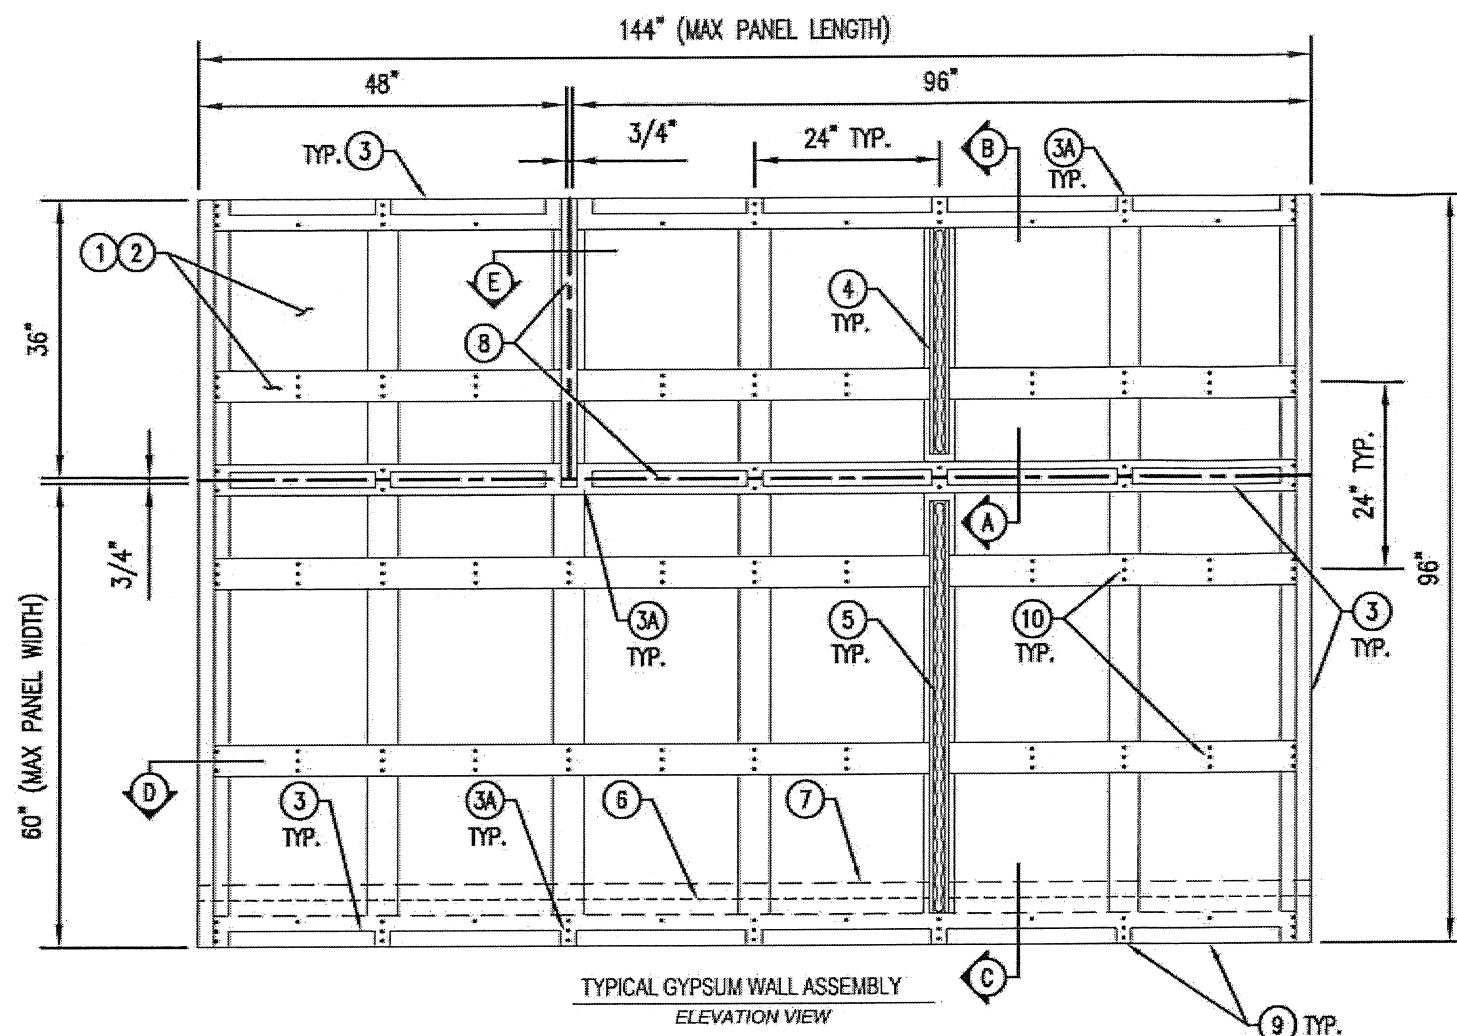 144" (MAX PANEL LENGTH)
48"
96"
3/4"
24" TYP.
TYP. 3
B
3A
TYP.
1 2
E
4
TYP.
36"
8
24" TYP.
3/4"
A
96"
3A
TYP.
5
TYP.
10
TYP.
3
TYP.
60" (MAX PANEL WIDTH)
D
3
TYP.
3A
TYP.
6
7
C
TYPICAL GYPSUM WALL ASSEMBLY
ELEVATION VIEW
9 TYP.